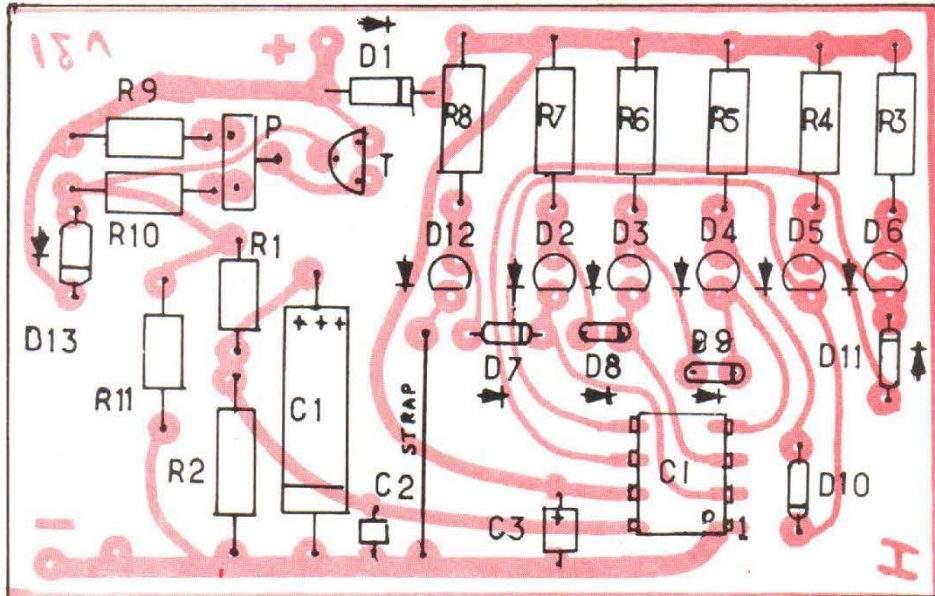 +
D1
R9
R8
R7
R6
R5
R4
R3
P
T
R10
R1
D12
D2
D3
D4
D5
D6
D13
D7
D8
D9
D11
R11
C1
STRAP
R2
C2
C3
CI
D10
1
+ + +
+
-